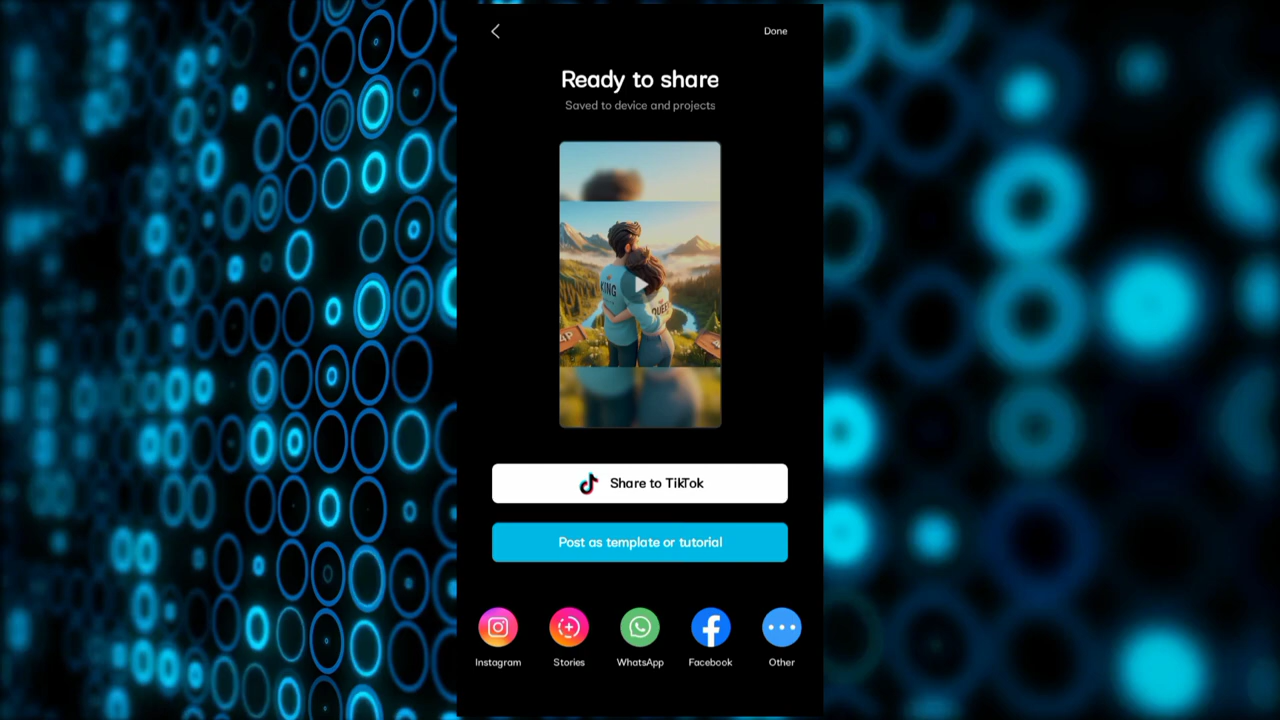 Done
Ready to share
Saved to device and projects
KING
Share to TikTok
Post as template or tutorial
Instagram
Stories
WhatsApp
Facebook
Other